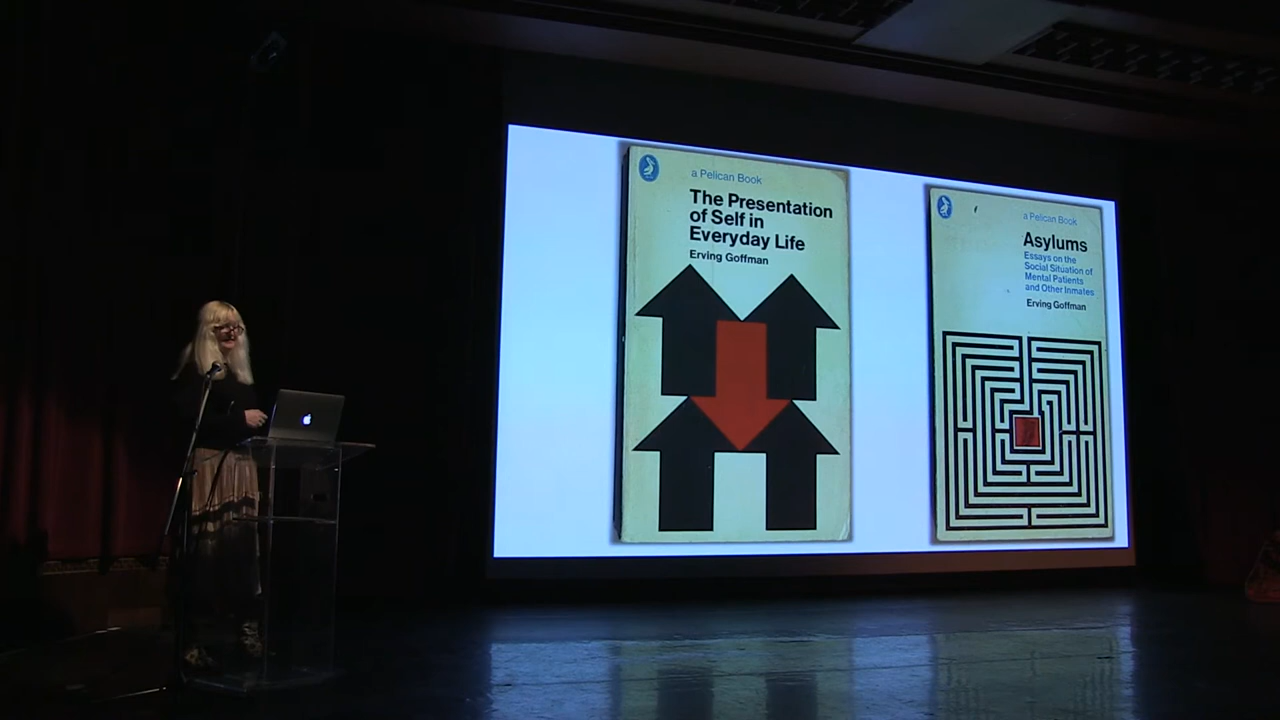 a Pelican Book
The Presentation
of Self in
Everyday Life
Erving Goffman
a Pelican Book
Asylums
Essays on the
Social Situation of
Mental Patients
and Other Inmates
Erving Goffman